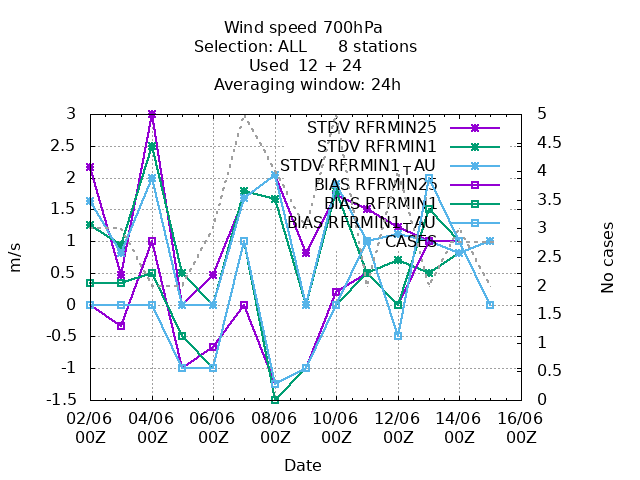 Wind speed 700hPa
Selection: ALL 8 stations
Used 12 + 24
Averaging window: 24h
STDV RFRMIN25
STDV RFRMIN1
STDV RFRMIN1_AU
BIAS RFRMIN25
BIAS RFRMIN1
BIAS RFRMIN1_AU
CASES
m/s
3
2.5
2
1.5
1
0.5
0
-0.5
-1
-1.5
No cases
5
4.5
4
3.5
3
2.5
2
1.5
1
0.5
0
02/06 04/06 06/06 08/06 10/06 12/06 14/06 16/06
00Z 00Z 00Z 00Z 00Z 00Z 00Z 00Z
Date